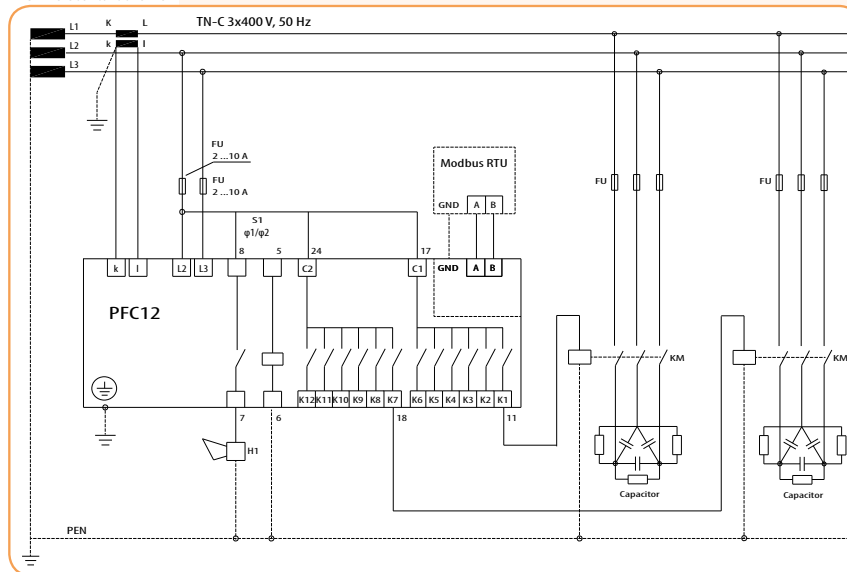 TN-C 3x400 V, 50 Hz
L1
K
L
L2
k
l
L3
FU
2 ...10 A
FU
2 ...10 A
Modbus RTU
GND
A
B
FU
FU
S1
φ1/φ2
8
5
24
17
k
l
L2
L3
C2
C1
GND
A
B
PFC12
KM
KM
K12
K11
K10
K9
K8
K7
K6
K5
K4
K3
K2
K1
7
6
18
11
H1
Capacitor
Capacitor
PEN